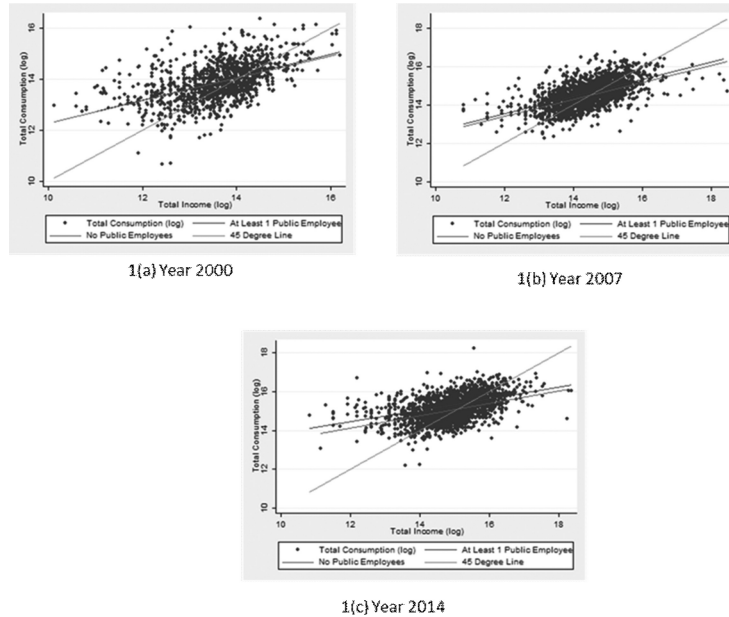 16
14
12
10
Total Consumption (log)
10 12 14 16
Total Income (log)
Total Consumption (log) At Least 1 Public Employee
No Public Employees 45 Degree Line
1(a) Year 2000
18
16
14
12
10
Total Consumption (log)
10 12 14 16 18
Total Income (log)
Total Consumption (log) At Least 1 Public Employee
No Public Employees 45 Degree Line
1(b) Year 2007
18
16
14
12
10
Total Consumption (log)
10 12 14 16 18
Total Income (log)
Total Consumption (log) At Least 1 Public Employee
No Public Employees 45 Degree Line
1(c) Year 2014